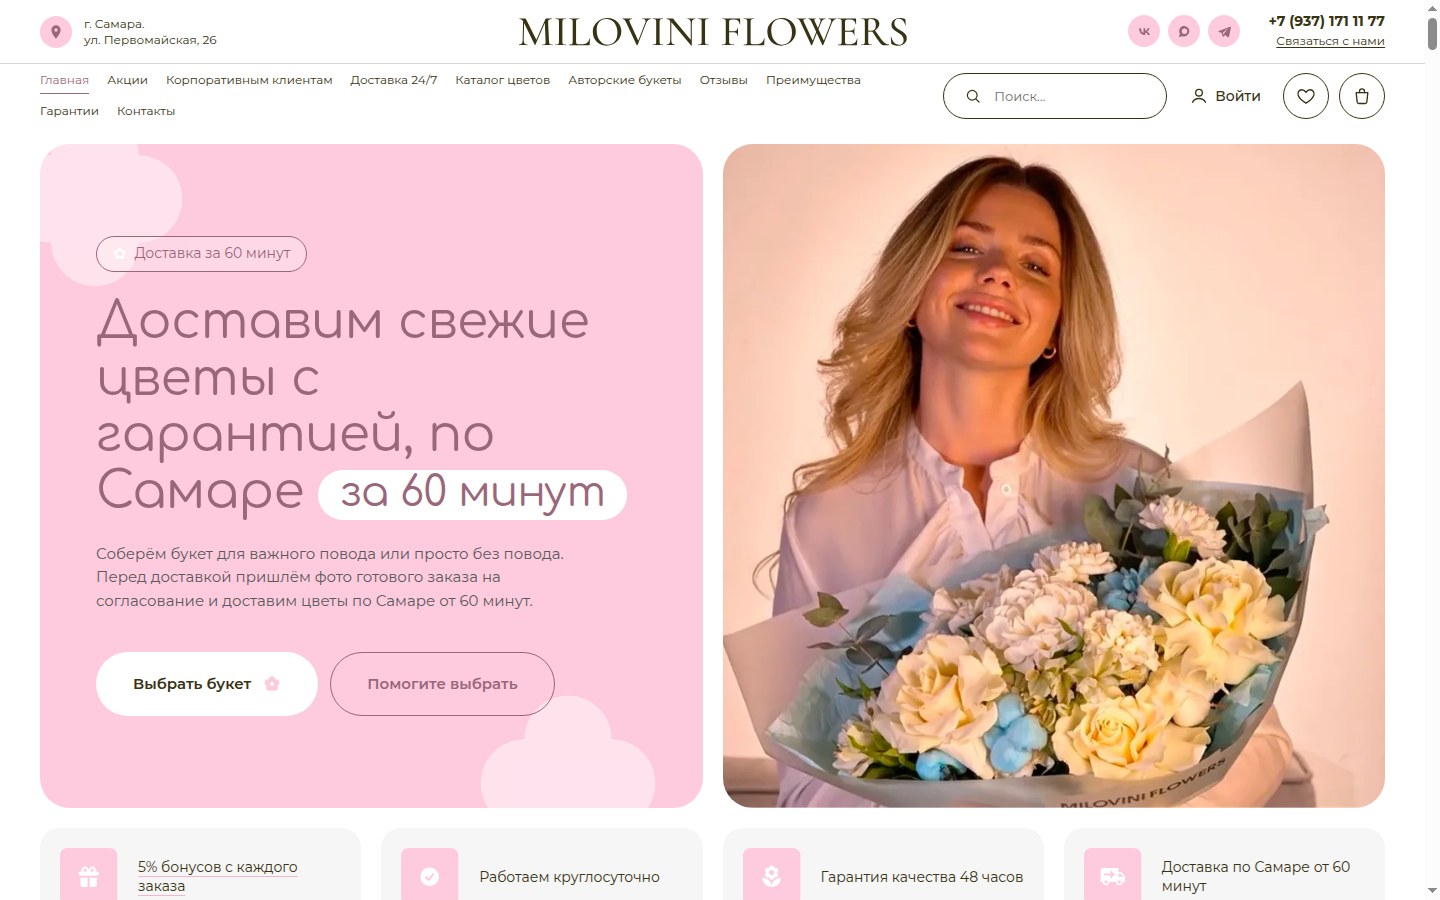 г. Самара.
ул. Первомайская, 26
MILOVINI FLOWERS
+7 (937) 171 11 77
Связаться с нами
Главная
Акции
Корпоративным клиентам
Доставка 24/7
Каталог цветов
Авторские букеты
Отзывы
Преимущества
Гарантии
Контакты
Поиск...
Войти
Доставка за 60 минут
Доставим свежие
цветы с
гарантией, по
Самаре за 60 минут
Соберём букет для важного повода или просто без повода.
Перед доставкой пришлём фото готового заказа на
согласование и доставим цветы по Самаре от 60 минут.
Выбрать букет
Помогите выбрать
MILOVINI FLOWERS
5% бонусов с каждого
заказа
Работаем круглосуточно
Гарантия качества 48 часов
Доставка по Самаре от 60
минут